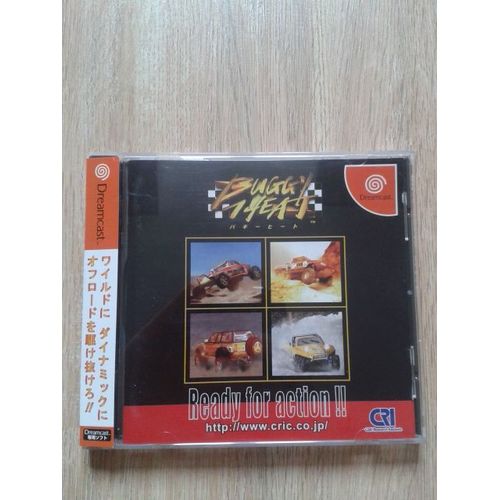 Dreamcast
ワイルドに ダイナミックに
オフロードを駆け抜けろ!!
Dreamcast
専用ソフト
BUGGY
HEAT
TM
バギーヒート
Dreamcast
Ready for action !!
http://www.cric.co.jp/
CRI